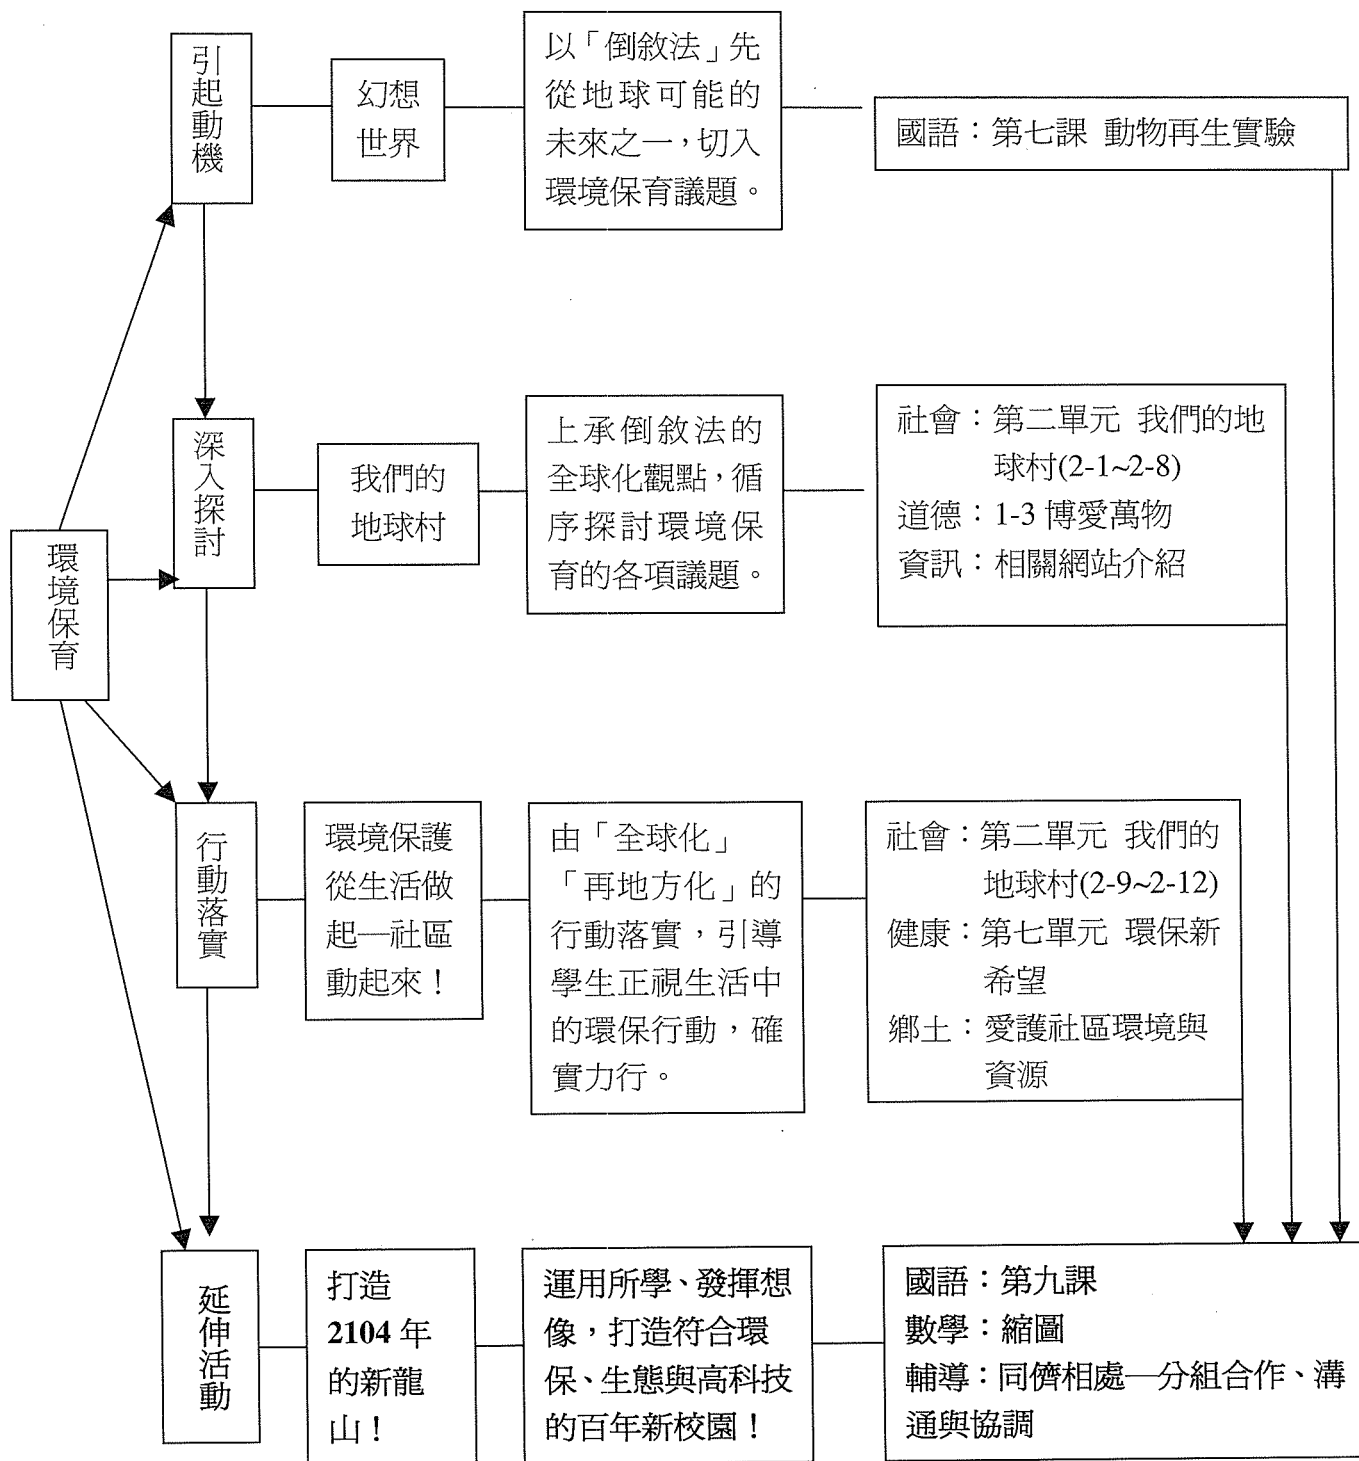 環境保育
引起動機
幻想
世界
以「倒敘法」先
從地球可能的
未來之一，切入
環境保育議題。
國語：第七課 動物再生實驗
深入探討
我們的
地球村
上承倒敘法的
全球化觀點，循
序探討環境保
育的各項議題。
社會：第二單元 我們的地
球村(2-1~2-8)
道德：1-3 博愛萬物
資訊：相關網站介紹
行動落實
環境保護
從生活做
起—社區
動起來！
由「全球化」
「再地方化」的
行動落實，引導
學生正視生活中
的環保行動，確
實力行。
社會：第二單元 我們的
地球村(2-9~2-12)
健康：第七單元 環保新
希望
鄉土：愛護社區環境與
資源
延伸活動
打造
2104 年
的新龍
山！
運用所學、發揮想
像，打造符合環
保、生態與高科技
的百年新校園！
國語：第九課
數學：縮圖
輔導：同儕相處—分組合作、溝
通與協調